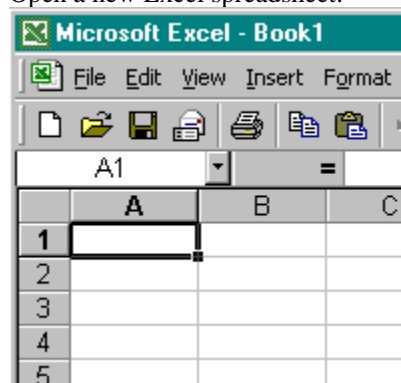 Open a new Excel spreadsheet.
Microsoft Excel - Book1
File Edit View Insert Format
A1 =
A B C
1
2
3
4
5